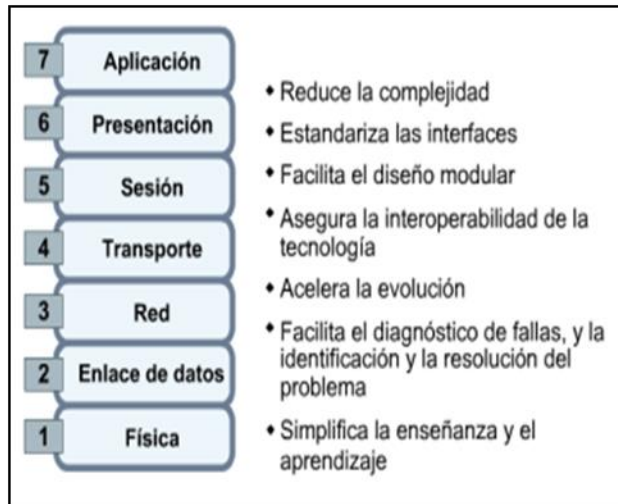 7 Aplicación
6 Presentación
5 Sesión
4 Transporte
3 Red
2 Enlace de datos
1 Física
• Reduce la complejidad
• Estandariza las interfaces
• Facilita el diseño modular
• Asegura la interoperabilidad de la
tecnología
• Acelera la evolución
• Facilita el diagnóstico de fallas, y la
identificación y la resolución del
problema
• Simplifica la enseñanza y el
aprendizaje